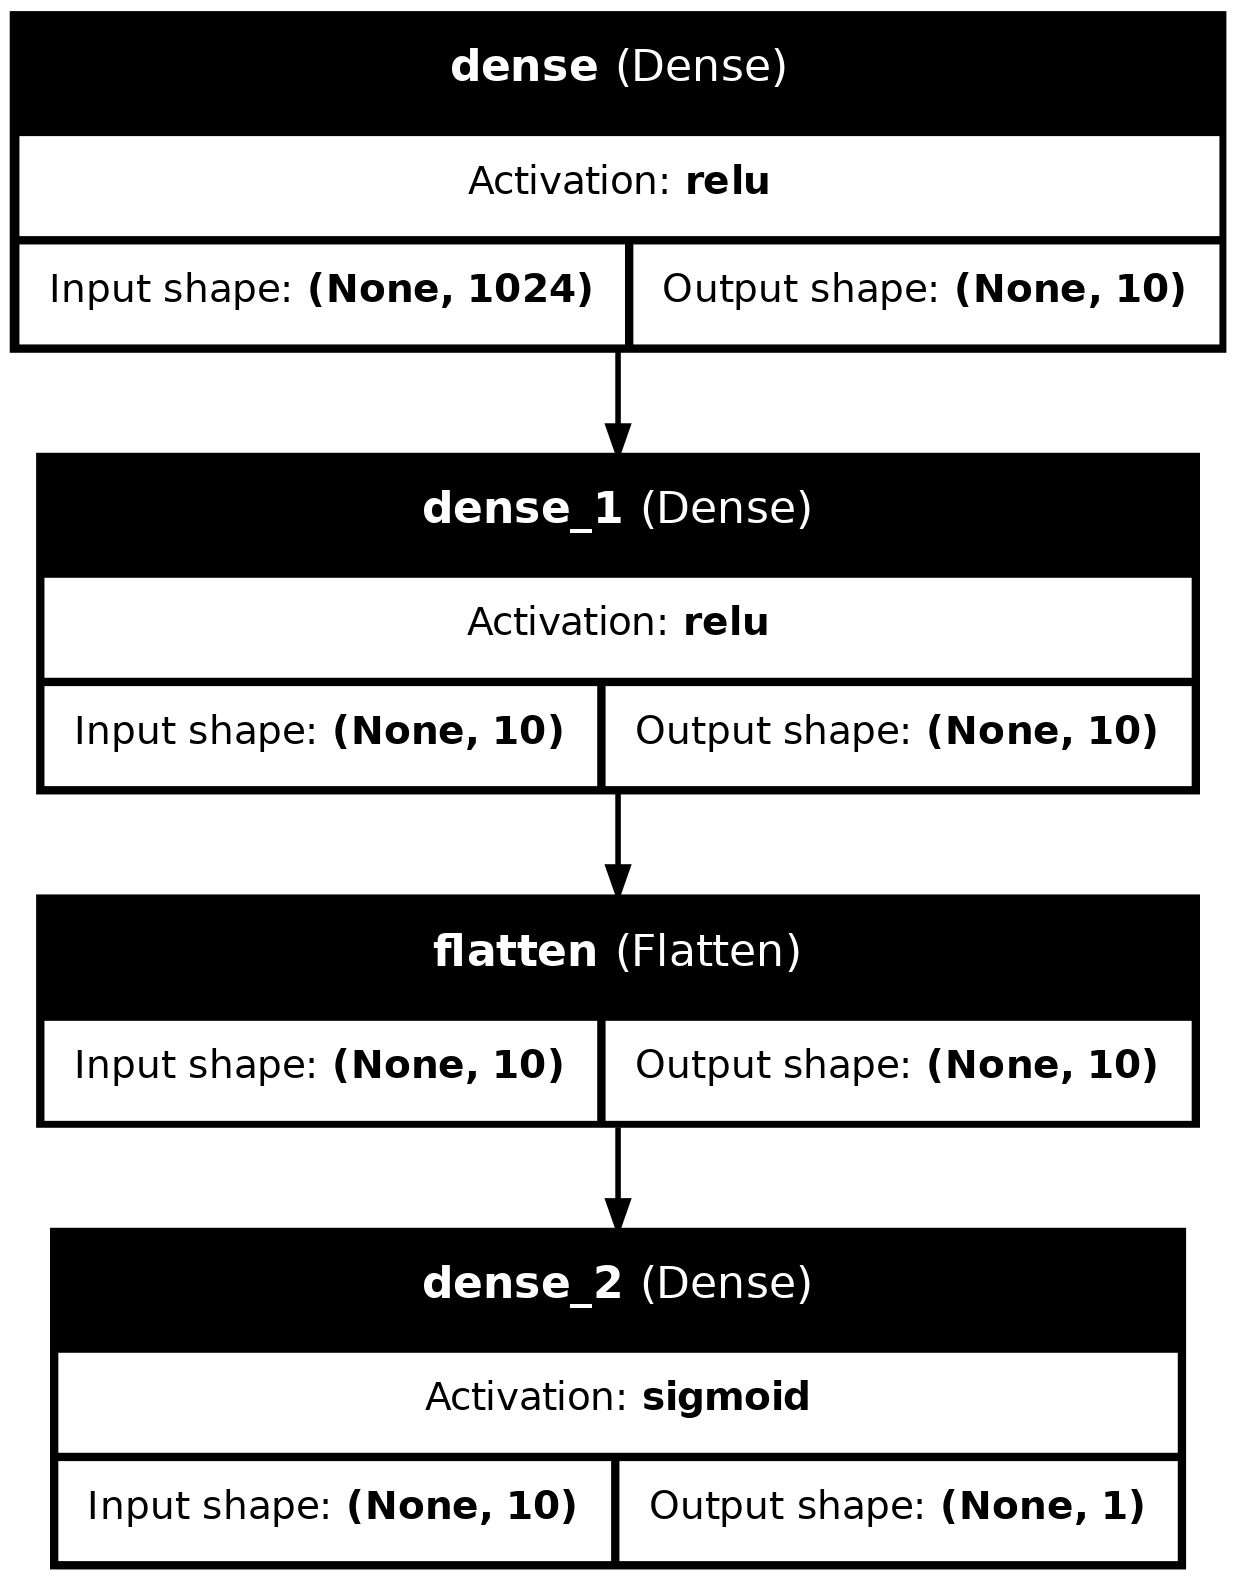 dense (Dense)
Activation: relu
Input shape: (None, 1024) Output shape: (None, 10)
dense_1 (Dense)
Activation: relu
Input shape: (None, 10) Output shape: (None, 10)
flatten (Flatten)
Input shape: (None, 10) Output shape: (None, 10)
dense_2 (Dense)
Activation: sigmoid
Input shape: (None, 10) Output shape: (None, 1)